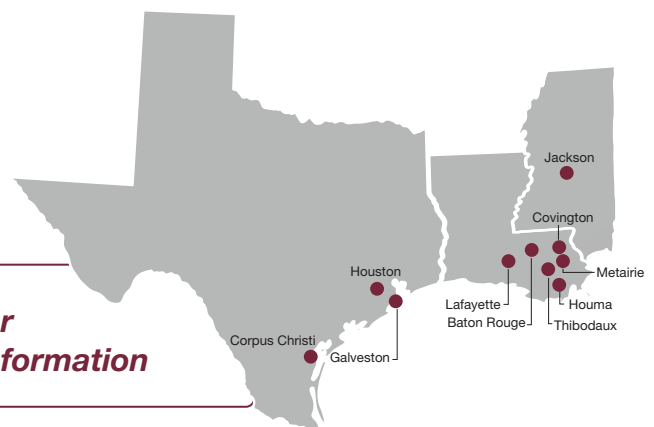 Jackson
Covington
Metairie
Houston
Lafayette
Houma
Baton Rouge
Thibodaux
r
Corpus Christi
Galveston
formation